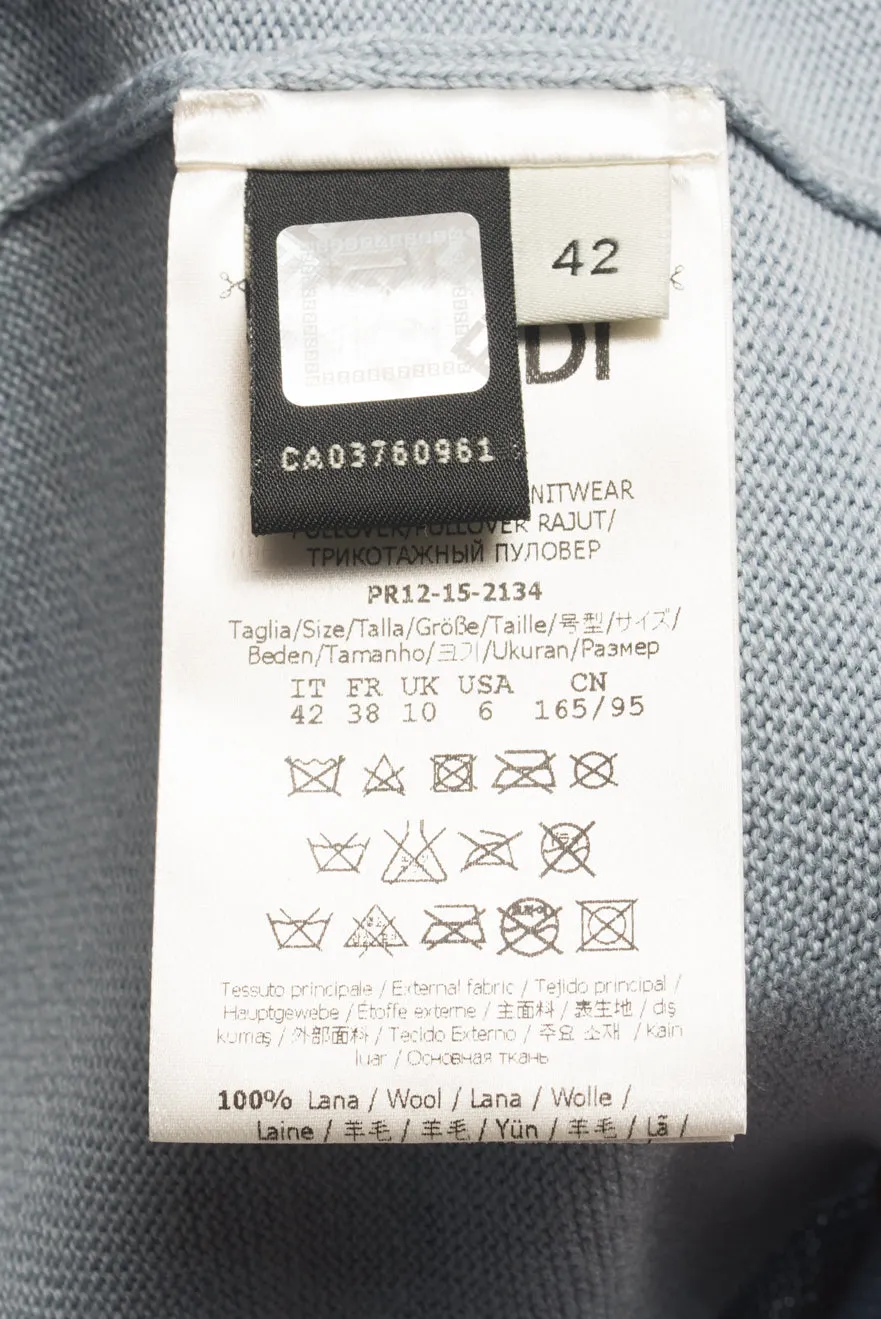 42
DI
CA03760961
NITWEAR
PULLOVER/PULLOVER RAJUT/
ТРИКОТАЖНЫЙ ПУЛОВЕР
PR12-15-2134
Taglia/Size/Talla/Größe/Taille/号型/サイズ/
Beden/Tamanho/크기/Ukuran/Размер
IT FR UK USA CN
42 38 10 6 165/95
Tessuto principale / External fabric / Tejido principal /
Hauptgewebe / Étoffe externe / 主面料 / 表生地 / diş
kumaş / 外部面料 / Tecido Externo / 주요 소재 / kain
luar / Основная ткань
100% Lana / Wool / Lana / Wolle /
Laine / 羊毛 / 羊毛 / Yün / 羊毛 / Lã /